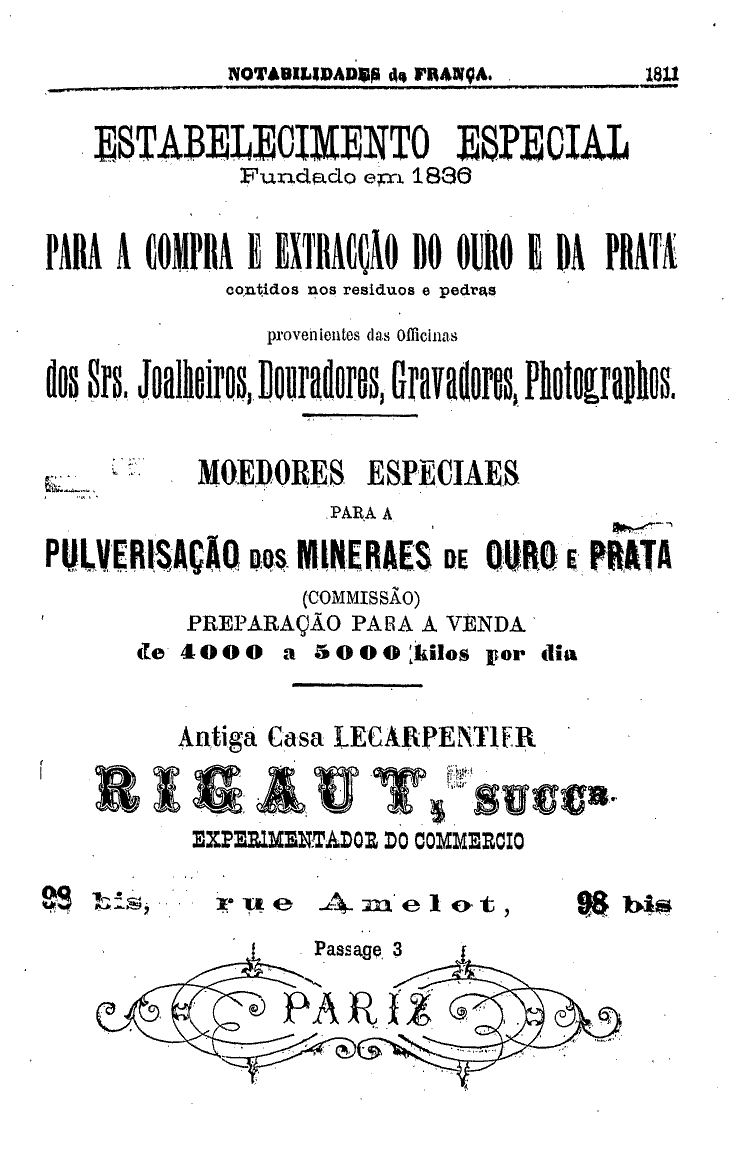 NOTABILIDADES da FRANÇA. 1811
ESTABELECIMENTO ESPECIAL
Fundado em 1836
PARA A COMPRA E EXTRACÇÃO DO OURO E DA PRATA
contidos nos residuos e pedras
provenientes das Officinas
dos Srs. Joalheiros, Douradores, Gravadores, Photographos.
MOEDORES ESPECIAES
PARA A
PULVERISAÇÃO DOS MINERAES DE OURO E PRATA
(COMMISSÃO)
PREPARAÇÃO PARA A VENDA
de 4000 a 5000 kilos por dia
Antiga Casa LECARPENTIER
RIGAUT, SUCCR.
EXPERIMENTADOR DO COMMERCIO
98 bis, rue Amelot, 98 bis
Passage 3
PARIZ